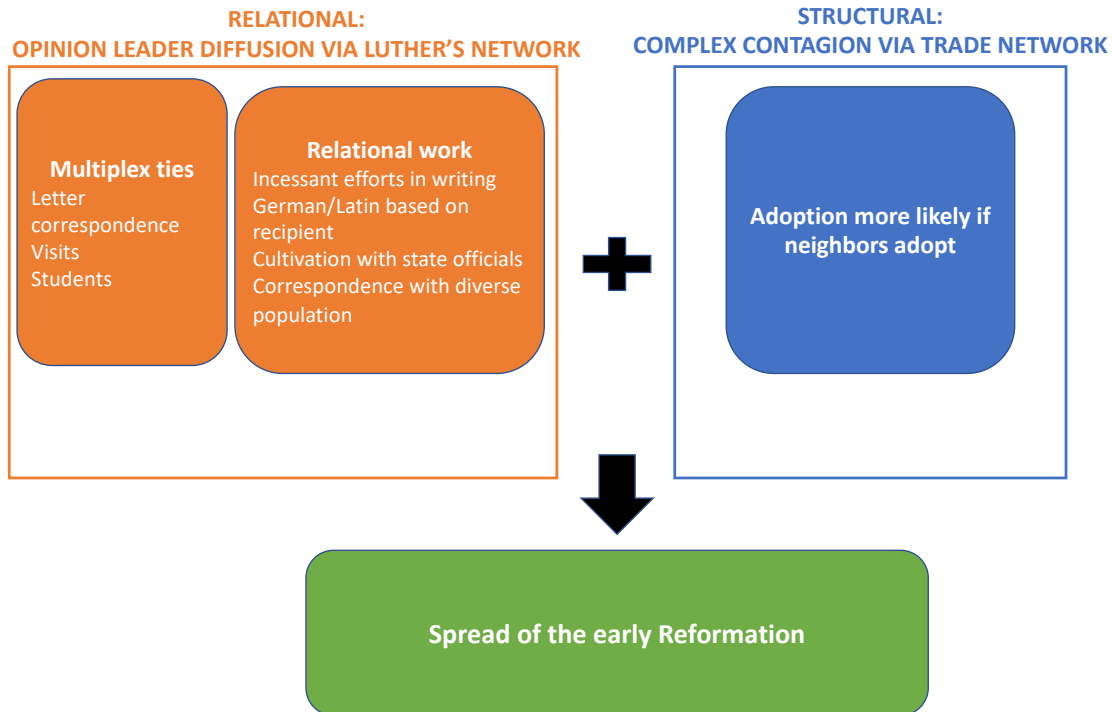 RELATIONAL:
OPINION LEADER DIFFUSION VIA LUTHER’S NETWORK
STRUCTURAL:
COMPLEX CONTAGION VIA TRADE NETWORK
Multiplex ties
Letter
correspondence
Visits
Students
Relational work
Incessant efforts in writing
German/Latin based on
recipient
Cultivation with state officials
Correspondence with diverse
population
Adoption more likely if
neighbors adopt
Spread of the early Reformation